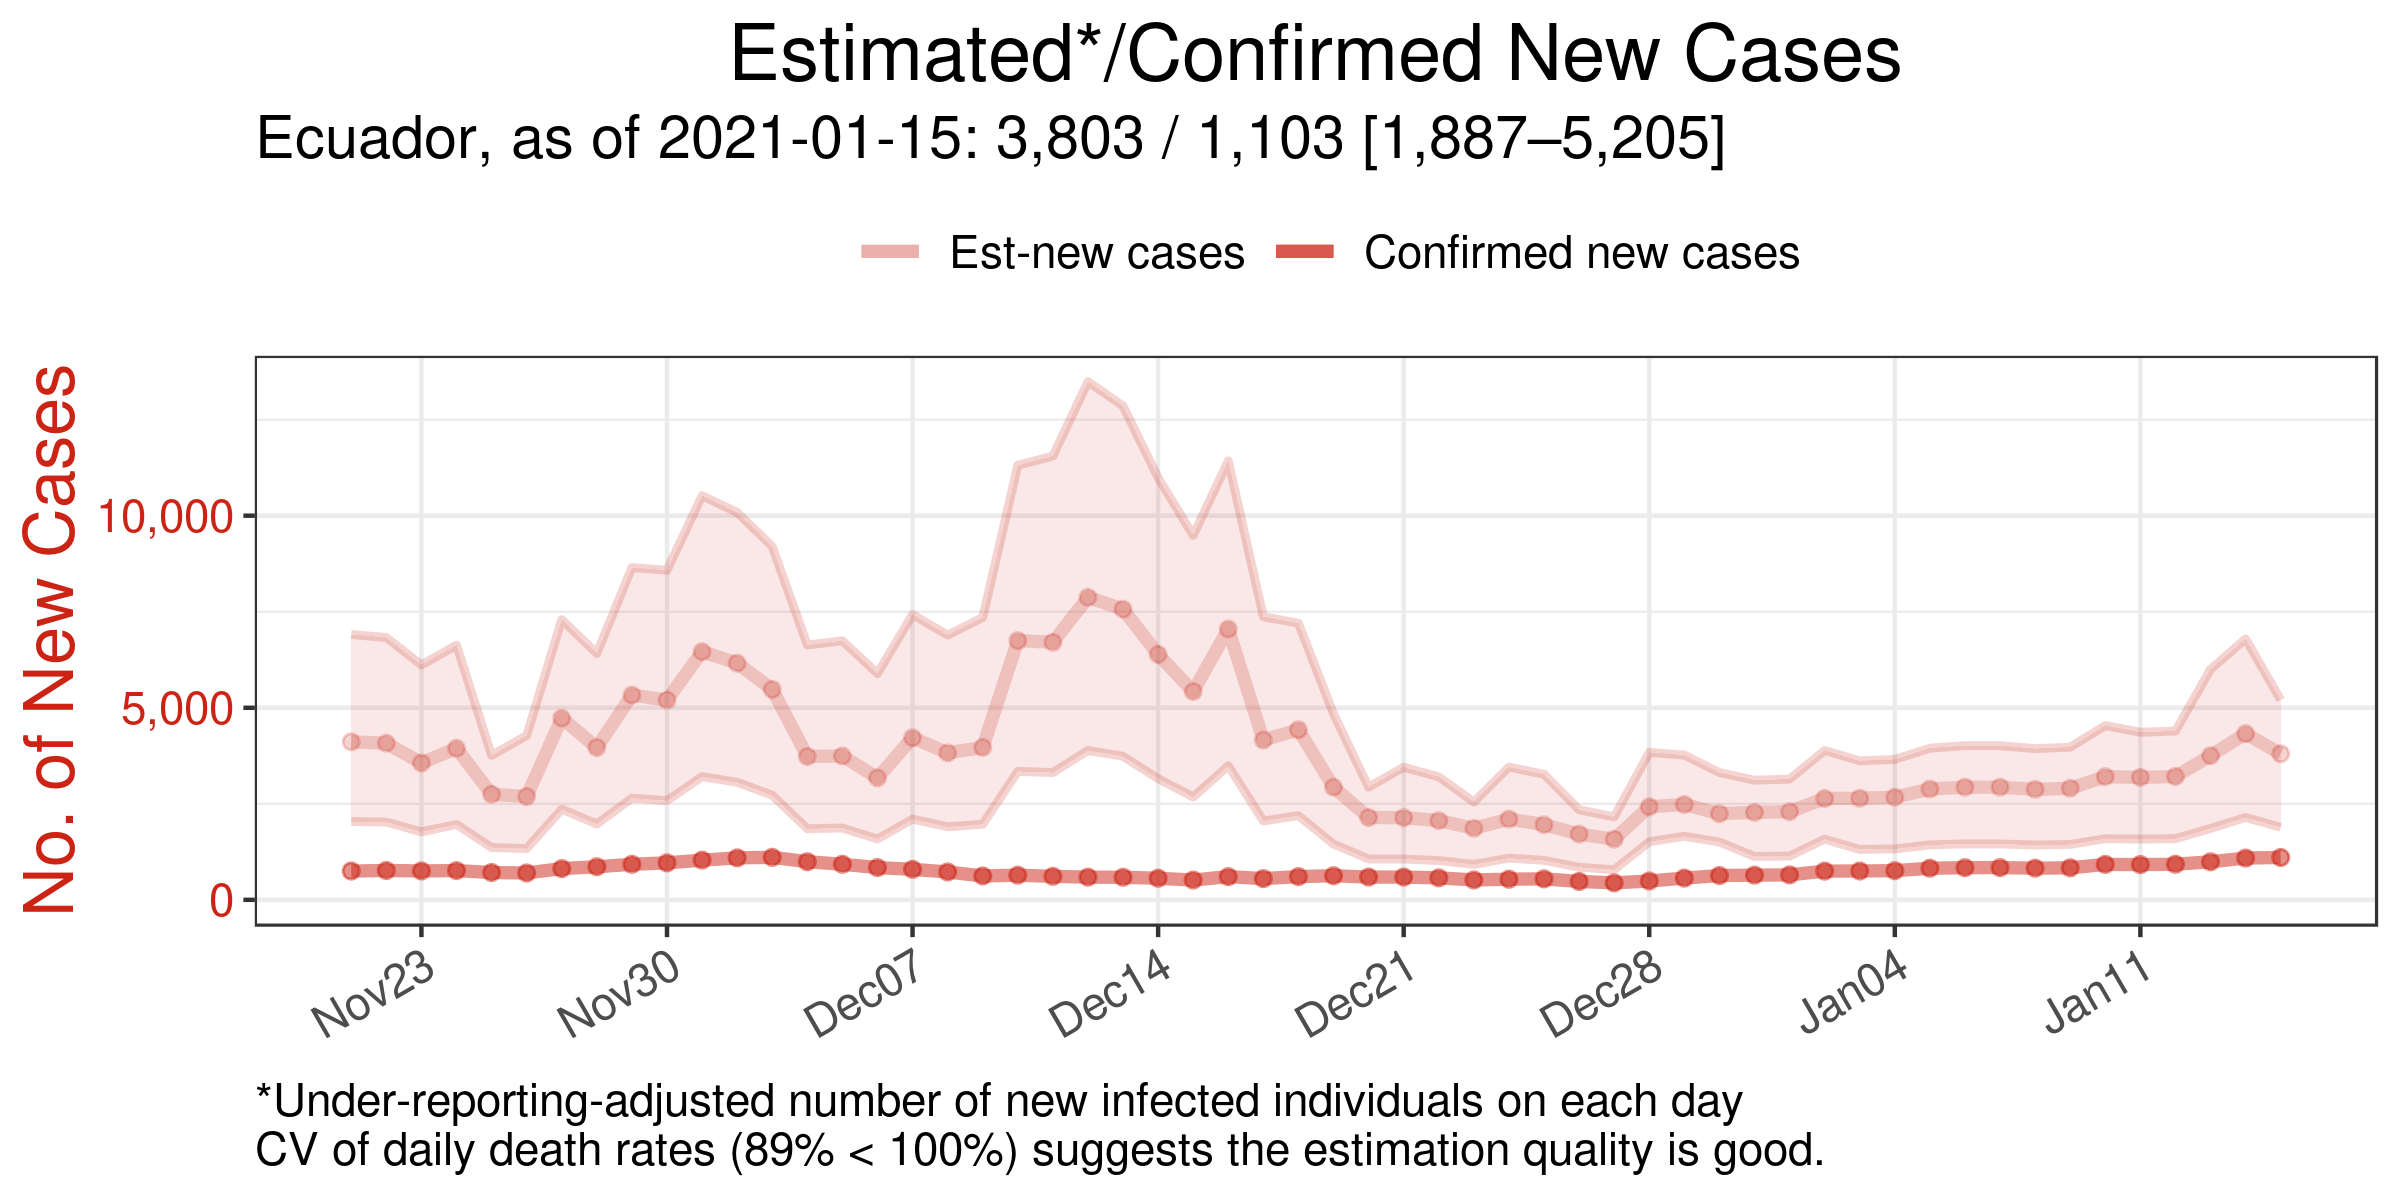 Estimated*/Confirmed New Cases
Ecuador, as of 2021-01-15: 3,803 / 1,103 [1,887–5,205]
Est-new cases
Confirmed new cases
No. of New Cases
10,000
5,000
0
Nov23
Nov30
Dec07
Dec14
Dec21
Dec28
Jan04
Jan11
*Under-reporting-adjusted number of new infected individuals on each day
CV of daily death rates (89% < 100%) suggests the estimation quality is good.